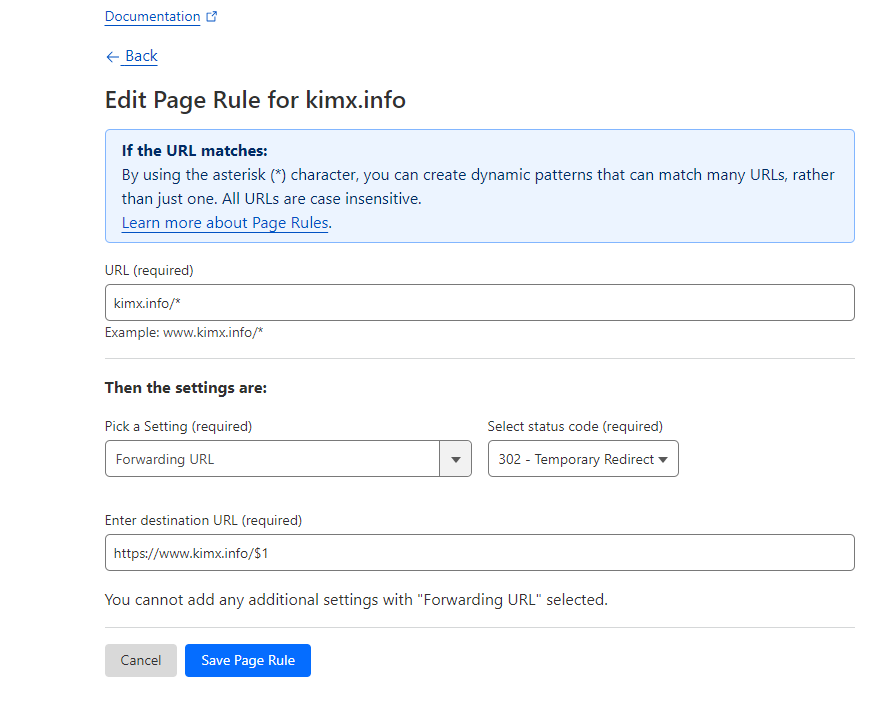 Documentation
← Back
Edit Page Rule for kimx.info
If the URL matches:
By using the asterisk (*) character, you can create dynamic patterns that can match many URLs, rather
than just one. All URLs are case insensitive.
Learn more about Page Rules.
URL (required)
kimx.info/*
Example: www.kimx.info/*
Then the settings are:
Pick a Setting (required)
Select status code (required)
Forwarding URL
302 - Temporary Redirect
Enter destination URL (required)
https://www.kimx.info/$1
You cannot add any additional settings with "Forwarding URL" selected.
Cancel
Save Page Rule